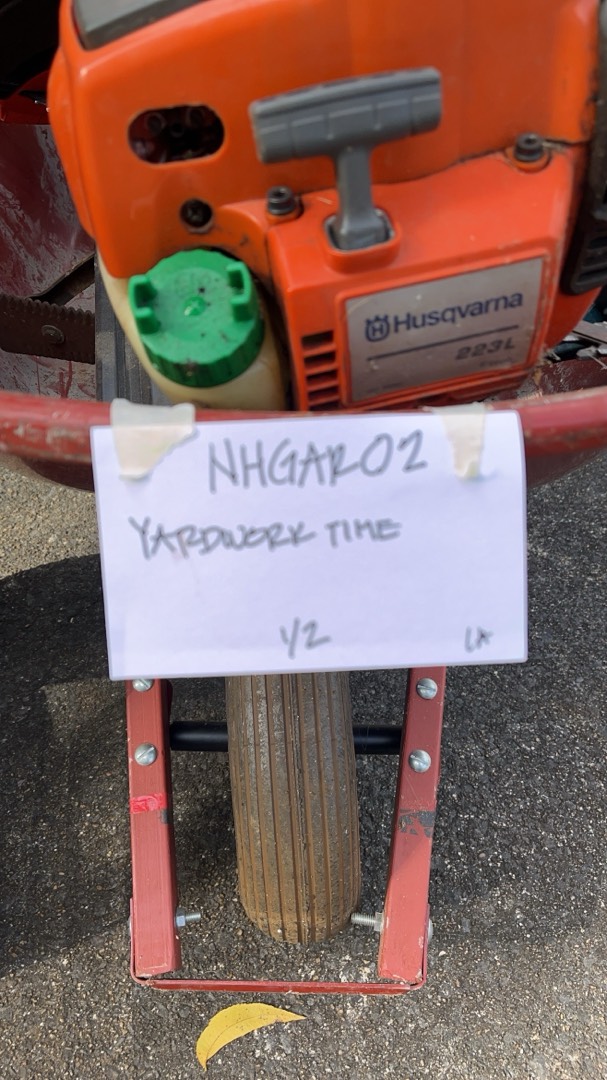 Husqvarna
223L
NHGAR02
YARDWORK TIME
1/2
LA